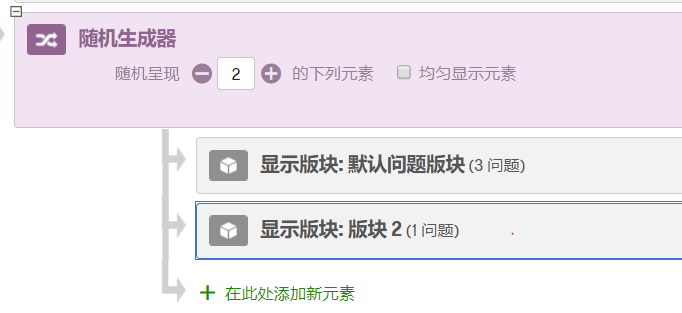 随机生成器
随机呈现 2 的下列元素 均匀显示元素
显示版块: 默认问题版块 (3 问题)
显示版块: 版块 2 (1 问题)
在此处添加新元素